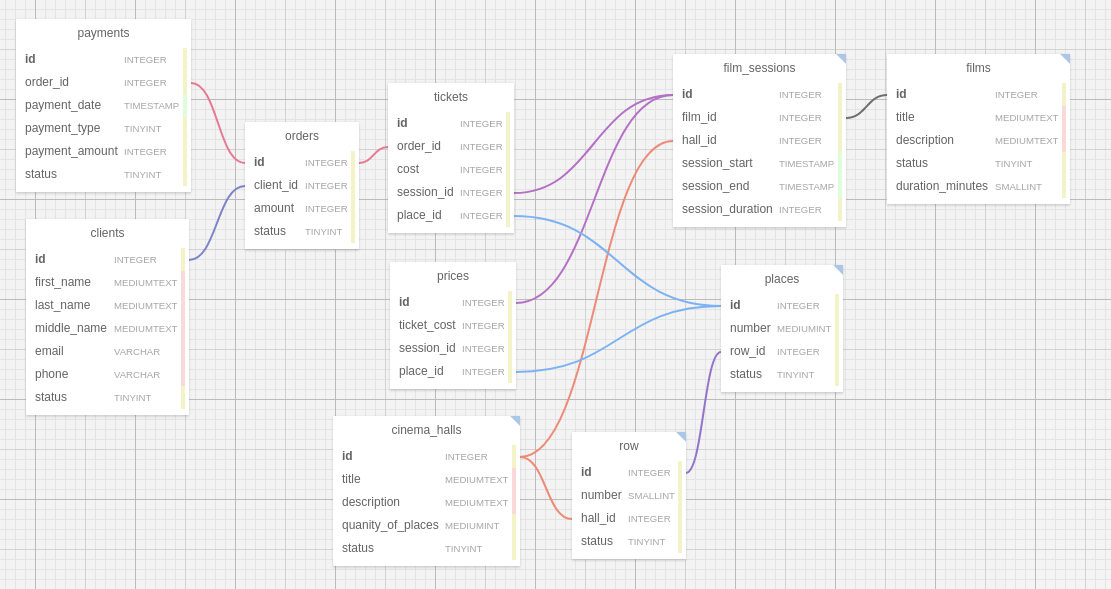 payments
id INTEGER
order_id INTEGER
payment_date TIMESTAMP
payment_type TINYINT
payment_amount INTEGER
status TINYINT
clients
id INTEGER
first_name MEDIUMTEXT
last_name MEDIUMTEXT
middle_name MEDIUMTEXT
email VARCHAR
phone VARCHAR
status TINYINT
orders
id INTEGER
client_id INTEGER
amount INTEGER
status TINYINT
tickets
id INTEGER
order_id INTEGER
cost INTEGER
session_id INTEGER
place_id INTEGER
prices
id INTEGER
ticket_cost INTEGER
session_id INTEGER
place_id INTEGER
cinema_halls
id INTEGER
title MEDIUMTEXT
description MEDIUMTEXT
quanity_of_places MEDIUMINT
status TINYINT
row
id INTEGER
number SMALLINT
hall_id INTEGER
status TINYINT
film_sessions
id INTEGER
film_id INTEGER
hall_id INTEGER
session_start TIMESTAMP
session_end TIMESTAMP
session_duration INTEGER
places
id INTEGER
number MEDIUMINT
row_id INTEGER
status TINYINT
films
id INTEGER
title MEDIUMTEXT
description MEDIUMTEXT
status TINYINT
duration_minutes SMALLINT